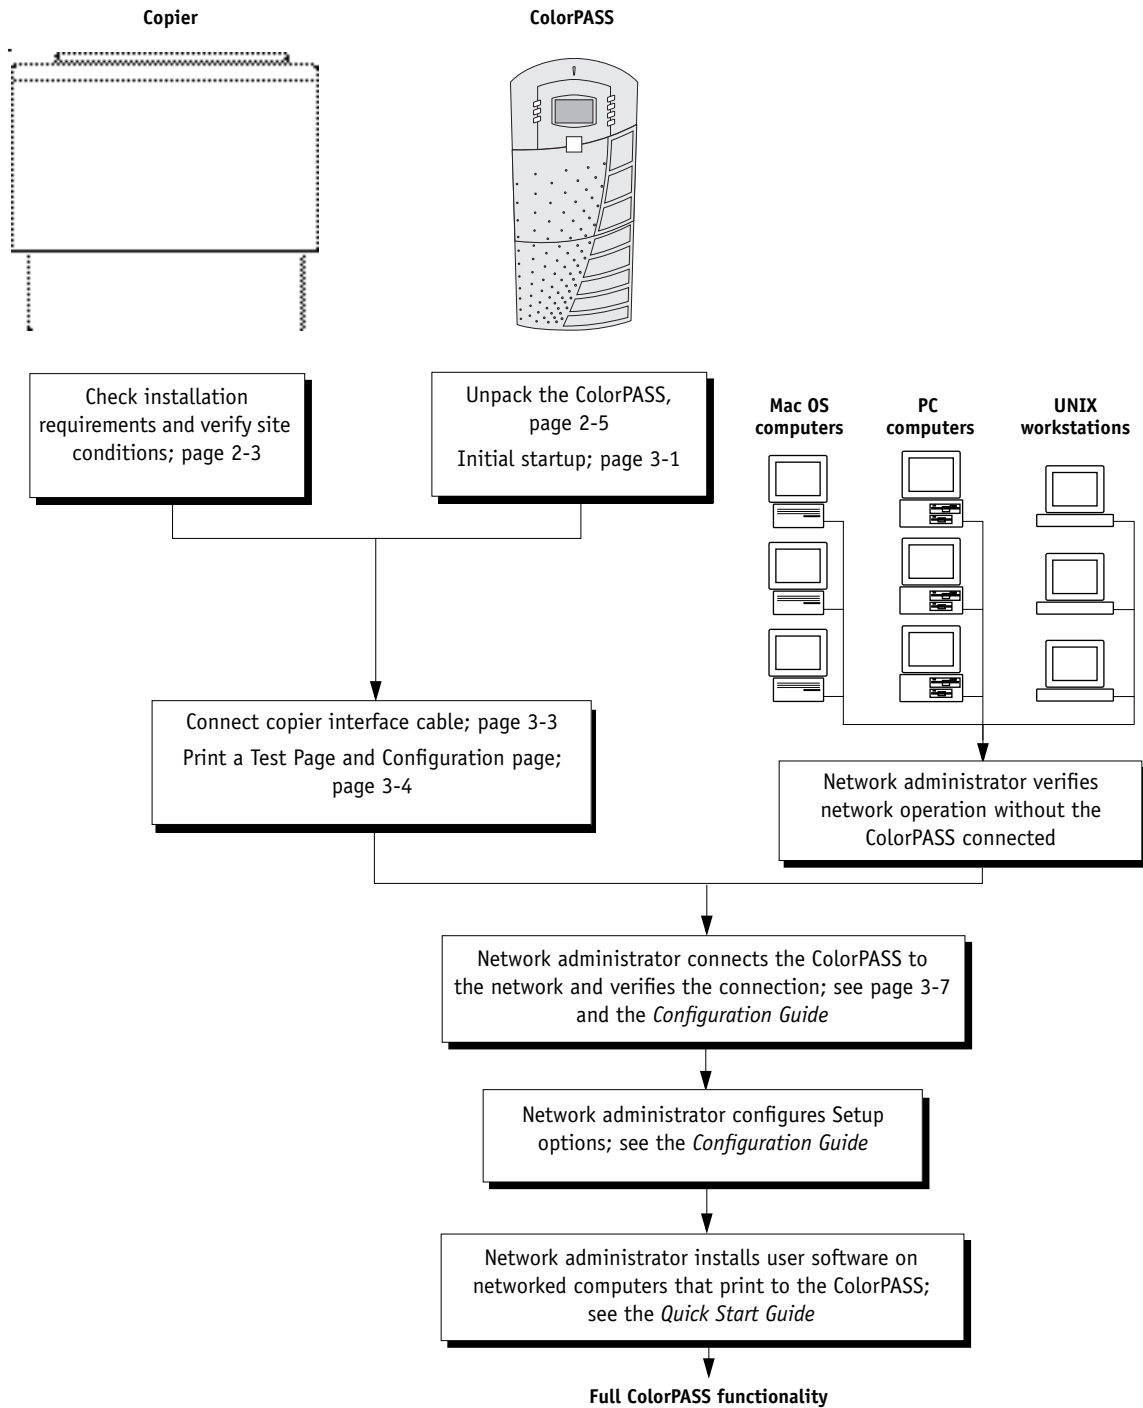 Copier
ColorPASS
Check installation
requirements and verify site
conditions; page 2-3
Unpack the ColorPASS,
page 2-5
Initial startup; page 3-1
Mac OS
computers
PC
computers
UNIX
workstations
Connect copier interface cable; page 3-3
Print a Test Page and Configuration page;
page 3-4
Network administrator verifies
network operation without the
ColorPASS connected
Network administrator connects the ColorPASS to
the network and verifies the connection; see page 3-7
and the Configuration Guide
Network administrator configures Setup
options; see the Configuration Guide
Network administrator installs user software on
networked computers that print to the ColorPASS;
see the Quick Start Guide
Full ColorPASS functionality